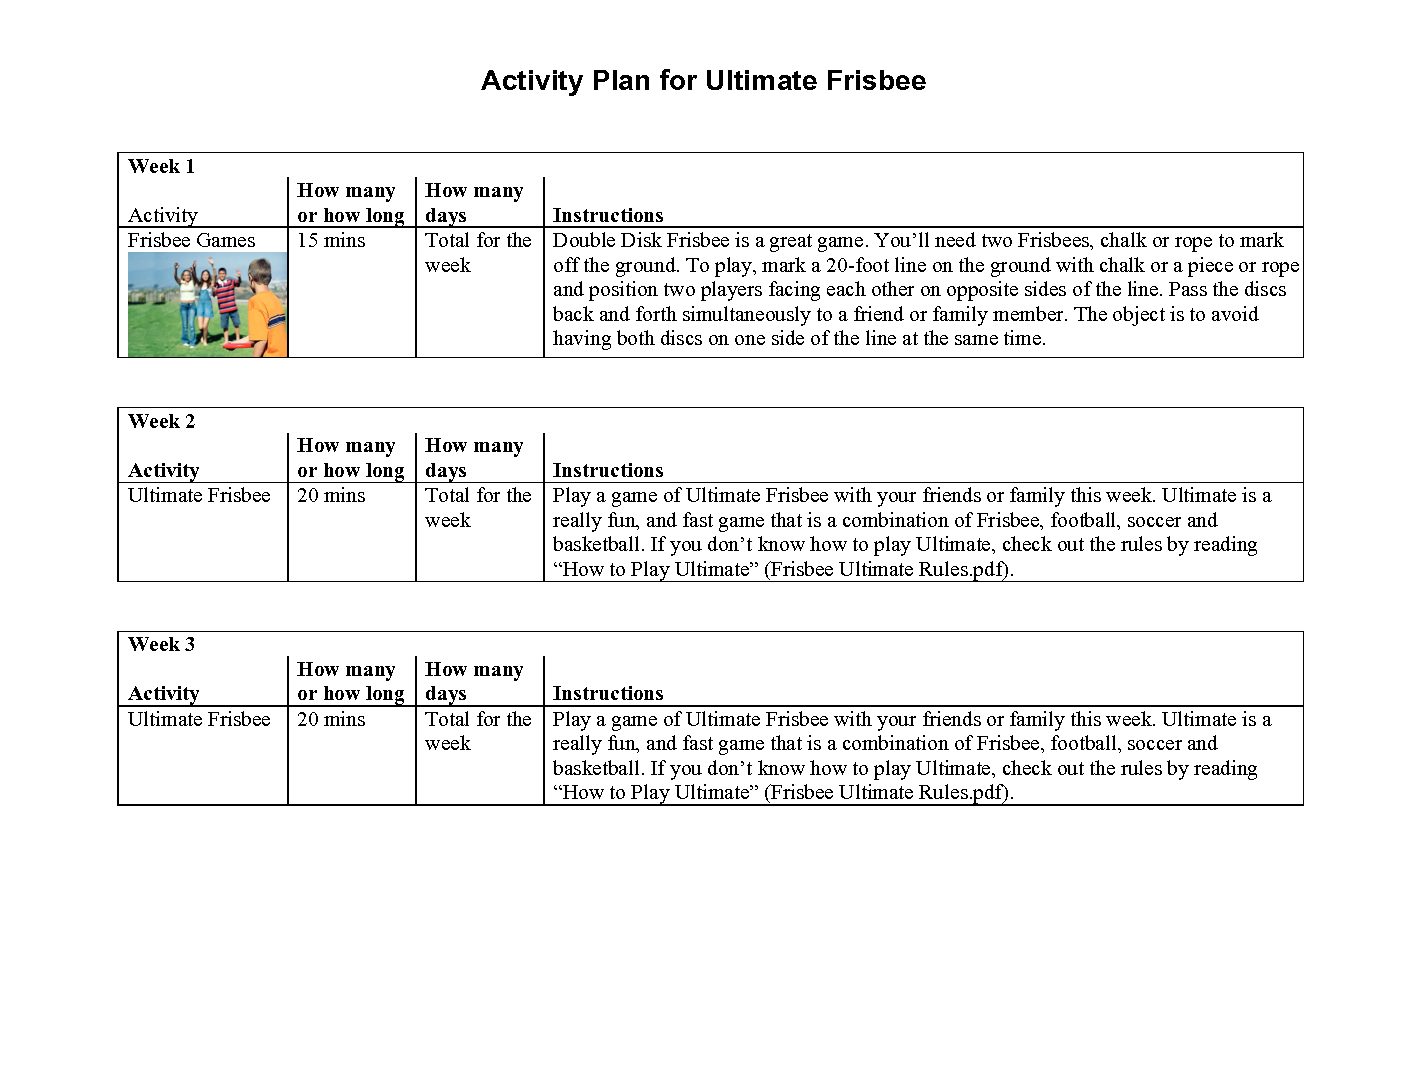 Activity Plan for Ultimate Frisbee
Week 1
Activity
How many
or how long
How many
days
Instructions
Frisbee Games
15 mins
Total for the
week
Double Disk Frisbee is a great game. You’ll need two Frisbees, chalk or rope to mark
off the ground. To play, mark a 20-foot line on the ground with chalk or a piece or rope
and position two players facing each other on opposite sides of the line. Pass the discs
back and forth simultaneously to a friend or family member. The object is to avoid
having both discs on one side of the line at the same time.
Week 2
Activity
How many
or how long
How many
days
Instructions
Ultimate Frisbee
20 mins
Total for the
week
Play a game of Ultimate Frisbee with your friends or family this week. Ultimate is a
really fun, and fast game that is a combination of Frisbee, football, soccer and
basketball. If you don’t know how to play Ultimate, check out the rules by reading
“How to Play Ultimate” (Frisbee Ultimate Rules.pdf).
Week 3
Activity
How many
or how long
How many
days
Instructions
Ultimate Frisbee
20 mins
Total for the
week
Play a game of Ultimate Frisbee with your friends or family this week. Ultimate is a
really fun, and fast game that is a combination of Frisbee, football, soccer and
basketball. If you don’t know how to play Ultimate, check out the rules by reading
“How to Play Ultimate” (Frisbee Ultimate Rules.pdf).